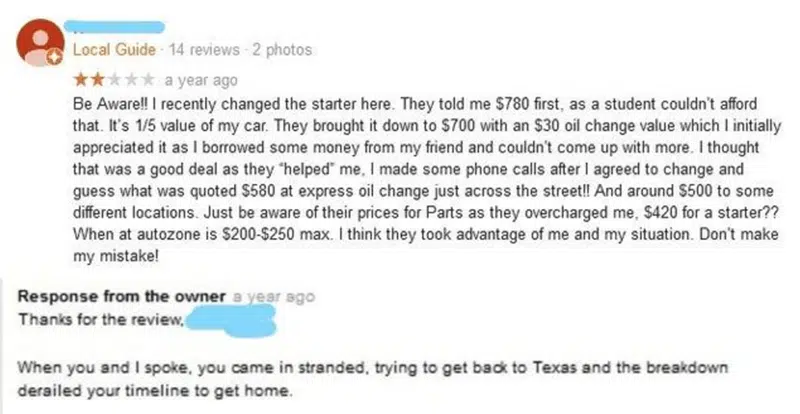 Local Guide · 14 reviews · 2 photos
a year ago
Be Aware!! I recently changed the starter here. They told me $780 first, as a student couldn't afford
that. It's 1/5 value of my car. They brought it down to $700 with an $30 oil change value which I initially
appreciated it as I borrowed some money from my friend and couldn't come up with more. I thought
that was a good deal as they "helped" me, I made some phone calls after I agreed to change and
guess what was quoted $580 at express oil change just across the street!! And around $500 to some
different locations. Just be aware of their prices for Parts as they overcharged me, $420 for a starter??
When at autozone is $200-$250 max. I think they took advantage of me and my situation. Don't make
my mistake!
Response from the owner a year ago
Thanks for the review,
When you and I spoke, you came in stranded, trying to get back to Texas and the breakdown
derailed your timeline to get home.